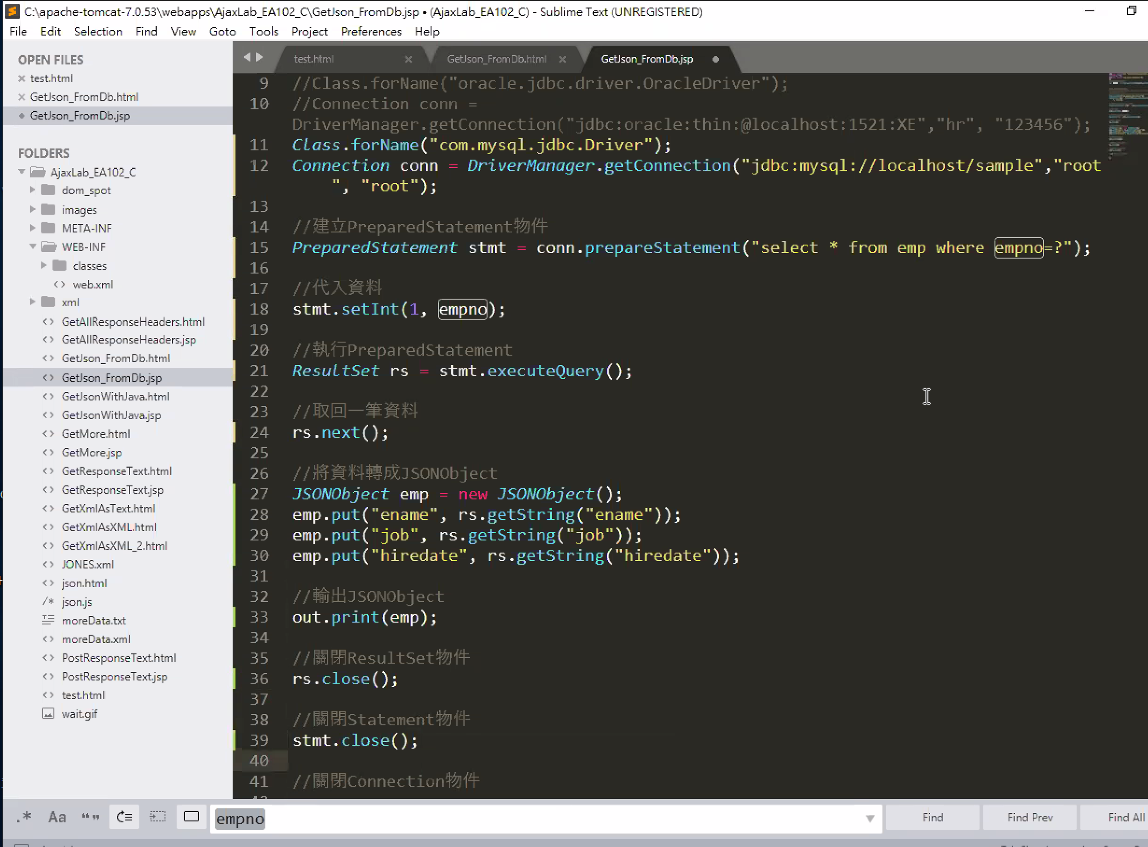 C:\apache-tomcat-7.0.53\webapps\AjaxLab_EA102_C\GetJson_FromDb.jsp • (AjaxLab_EA102_C) - Sublime Text (UNREGISTERED)
File Edit Selection Find View Goto Tools Project Preferences Help
OPEN FILES
test.html
GetJson_FromDb.html
GetJson_FromDb.jsp
FOLDERS
AjaxLab_EA102_C
dom_spot
images
META-INF
WEB-INF
classes
web.xml
xml
GetAllResponseHeaders.html
GetAllResponseHeaders.jsp
GetJson_FromDb.html
GetJson_FromDb.jsp
GetJsonWithJava.html
GetJsonWithJava.jsp
GetMore.html
GetMore.jsp
GetResponseText.html
GetResponseText.jsp
GetXmlAsText.html
GetXmlAsXML.html
GetXmlAsXML_2.html
JONES.xml
json.html
json.js
moreData.txt
moreData.xml
PostResponseText.html
PostResponseText.jsp
test.html
wait.gif
test.html GetJson_FromDb.html GetJson_FromDb.jsp
9 //Class.forName("oracle.jdbc.driver.OracleDriver");
10 //Connection conn =
DriverManager.getConnection("jdbc:oracle:thin:@localhost:1521:XE","hr", "123456");
11 Class.forName("com.mysql.jdbc.Driver");
12 Connection conn = DriverManager.getConnection("jdbc:mysql://localhost/sample","root
", "root");
13
14 //建立PreparedStatement物件
15 PreparedStatement stmt = conn.prepareStatement("select * from emp where empno=?");
16
17 //代入資料
18 stmt.setInt(1, empno);
19
20 //執行PreparedStatement
21 ResultSet rs = stmt.executeQuery();
22
23 //取回一筆資料
24 rs.next();
25
26 //將資料轉成JSONObject
27 JSONObject emp = new JSONObject();
28 emp.put("ename", rs.getString("ename"));
29 emp.put("job", rs.getString("job"));
30 emp.put("hiredate", rs.getString("hiredate"));
31
32 //輸出JSONObject
33 out.print(emp);
34
35 //關閉ResultSet物件
36 rs.close();
37
38 //關閉Statement物件
39 stmt.close();
40
41 //關閉Connection物件
.* Aa “” empno Find Find Prev Find All